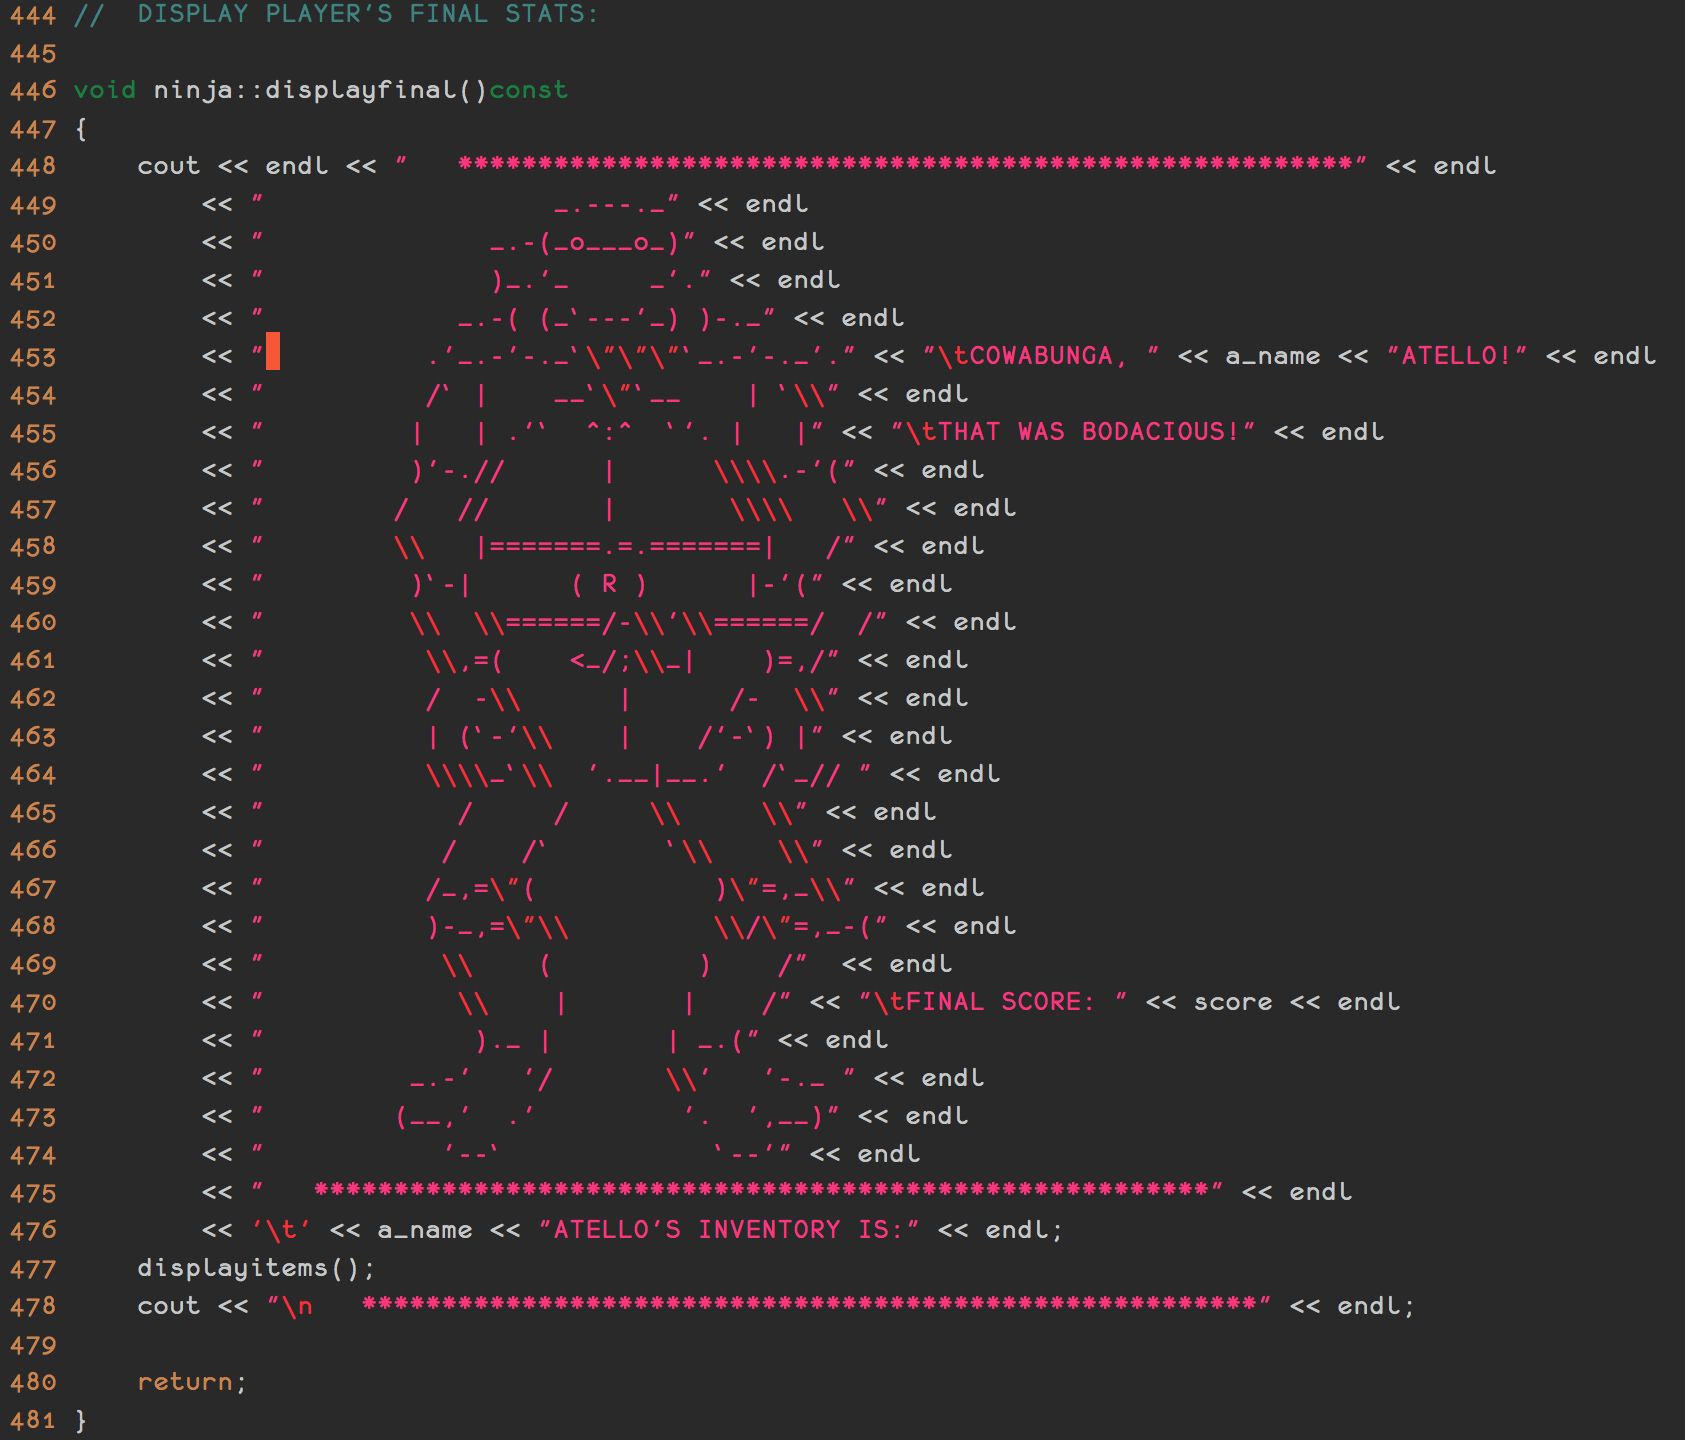 444 //  DISPLAY PLAYER'S FINAL STATS:
445
446 void ninja::displayfinal()const
447 {
448     cout << endl << "   ********************************************************" << endl
449         << "                  _.---._" << endl
450         << "              _.-(_o___o_)" << endl
451         << "              )_.'_     _'." << endl
452         << "            _.-( (_`---'_) )-._" << endl
453         << "          .'_.-'-._`\"\"\"`_.-'-._'." << "\tCOWABUNGA, " << a_name << "ATELLO!" << endl
454         << "          /` |    __`\"`__    | `\\" << endl
455         << "         |   | .'`  ^:^  `'. |   |" << "\tTHAT WAS BODACIOUS!" << endl
456         << "         )'-.//      |      \\\\.-'(" << endl
457         << "        /   //       |       \\\\   \\" << endl
458         << "        \\   |=======.=.=======|   /" << endl
459         << "         )`-|      ( R )      |-'(" << endl
460         << "         \\  \\======/-\\'\\======/  /" << endl
461         << "          \\,=(    <_/;\\_|    )=,/" << endl
462         << "          /  -\\      |      /-  \\" << endl
463         << "          | (`-'\\    |    /'-`) |" << endl
464         << "          \\\\_`\\  '.__|__.'  /`_// " << endl
465         << "            /     /     \\     \\" << endl
466         << "           /    /`       `\\    \\" << endl
467         << "          /_,=\"(           )\"=,_\\" << endl
468         << "          )-_,=\"\\         \\/\"=,_-(" << endl
469         << "           \\    (         )    /"  << endl
470         << "            \\    |       |    /" << "\tFINAL SCORE: " << score << endl
471         << "             )._ |       | _.(" << endl
472         << "         _.-'   '/       \\'   '-._ " << endl
473         << "        (__,'  .'         '.  ',__)" << endl
474         << "           '--`             `--'" << endl
475         << "   ********************************************************" << endl
476         << '\t' << a_name << "ATELLO'S INVENTORY IS:" << endl;
477     displayitems();
478     cout << "\n   ********************************************************" << endl;
479
480     return;
481 }